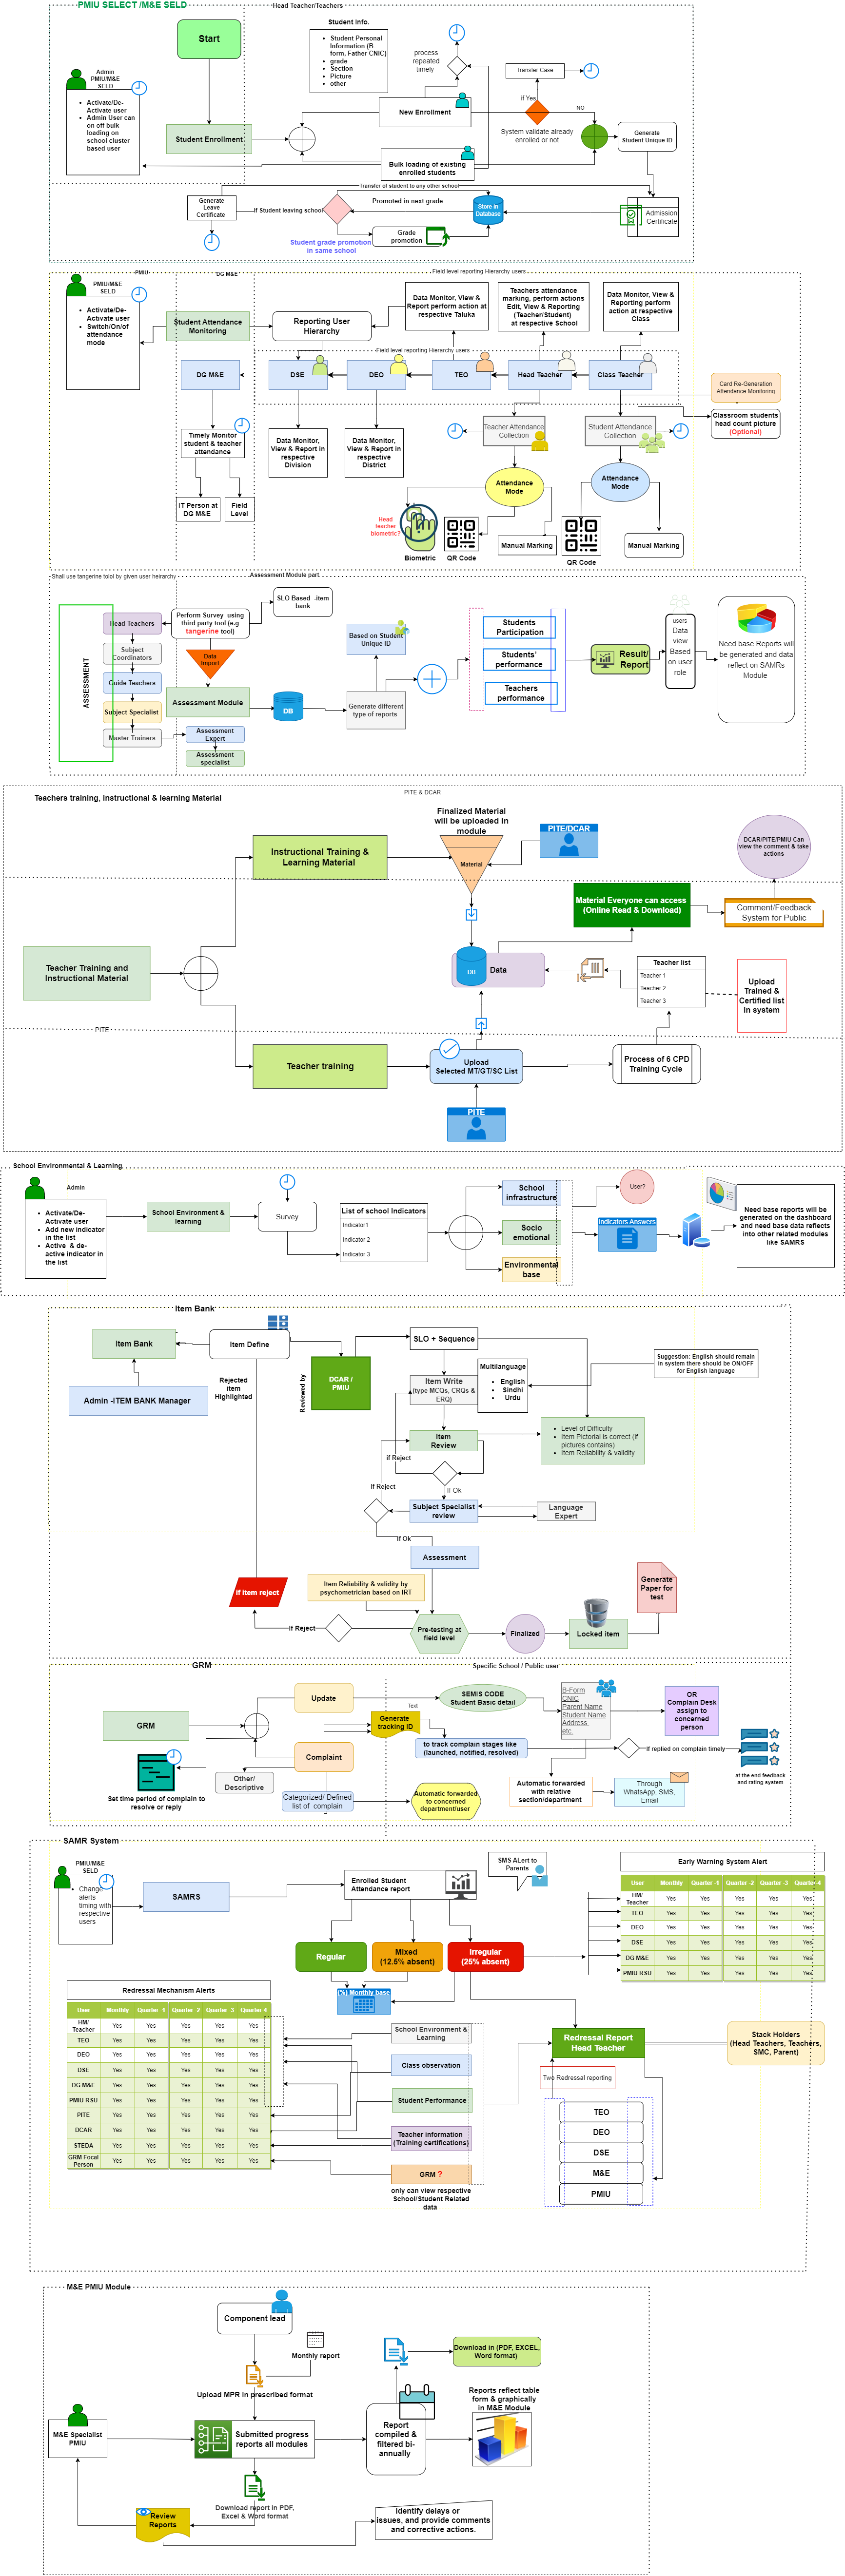 PMIU SELECT /M&E SELD
Head Teacher/Teachers
Start
Student Info.
Student Personal
Information (B-
form, Father CNIC)
grade
Section
Picture
other
process
repeated
timely
Transfer Case
if Yes
NO
Admin
PMIU/M&E
SELD
Activate/De-
Activate user
Admin User can
on off bulk
loading on
school cluster
based user
Student Enrollment
New Enrollment
System validate already
enrolled or not
Generate
Student Unique ID
Bulk loading of existing
enrolled students
Transfer of student to any other school
Generate
Leave
Certificate
If Student leaving school
Promoted in next grade
Store in
Database
Admission
Certificate
Grade
promotion
Student grade promotion
in same school
PMIU
DG M&E
Field level reporting Hierarchy users
PMIU/M&E
SELD
Activate/De-
Activate user
Switch/On/of
attendance
mode
Student Attendance
Monitoring
Reporting User
Hierarchy
Data Monitor, View &
Report perform action at
respective Taluka
Teachers attendance
marking, perform actions
Edit, View & Reporting
(Teacher/Student)
at respective School
Data Monitor, View &
Reporting perform
action at respective
Class
Field level reporting Hierarchy users
DG M&E
DSE
DEO
TEO
Head Teacher
Class Teacher
Card Re-Generation
Attendance Monitoring
Timely Monitor
student & teacher
attendance
Data Monitor,
View & Report in
respective
Division
Data Monitor,
View & Report in
respective
District
Teacher Attendance
Collection
Student Attendance
Collection
Classroom students
head count picture
(Optional)
IT Person at
DG M&E
Field
Level
Attendance
Mode
Attendance
Mode
Head
teacher
biometric?
Biometric
QR Code
Manual Marking
QR Code
Manual Marking
Shall use tangerine tolol by given user heirarchy
Assessment Module part
ASSESSMENT
Head Teachers
Subject
Coordinators
Guide Teachers
Subject Specialist
Master Trainers
Perform Survey using
third party tool (e.g
tangerine tool)
SLO Based -item
bank
Data
Import
Assessment Module
Assessment
Expert
Assessment
specialist
DB
Based on Student
Unique ID
Generate different
type of reports
Students
Participation
Students'
performance
Teachers
performance
Result/
Report
users
Data
view
Based
on user
role
Need base Reports will
be generated and data
reflect on SAMRs
Module
PITE & DCAR
Teachers training, instructional & learning Material
Instructional Training &
Learning Material
Finalized Material
will be uploaded in
module
Material
PITE/DCAR
DCAR/PITE/PMIU Can
view the comment & take
actions
Material Everyone can access
(Online Read & Download)
Comment/Feedback
System for Public
Teacher Training and
Instructional Material
DB
Data
Teacher list
Teacher 1
Teacher 2
Teacher 3
Upload
Trained &
Certified list
in system
PITE
Teacher training
Upload
Selected MT/GT/SC List
Process of 6 CPD
Training Cycle
PITE
School Environmental & Learning
Admin
Activate/De-
Activate user
Add new indicator
in the list
Active & de-
active indicator in
the list
School Environment &
learning
Survey
List of school Indicators
Indicator1
Indicator 2
Indicator 3
School
infrastructure
Socio
emotional
Environmental
base
User?
Indicators Answers
Need base reports will be
generated on the dashboard
and need base data reflects
into other related modules
like SAMRS
Item Bank
Item Bank
Item Define
Admin -ITEM BANK Manager
Rejected
item
Highlighted
Reviewed by
DCAR /
PMIU
SLO + Sequence
Item Write
(type MCQs, CRQs &
ERQ)
Multilanguage
English
Sindhi
Urdu
Suggestion: English should remain
in system there should be ON/OFF
for English language
Item
Review
Level of Difficulty
Item Pictorial is correct (if
pictures contains)
Item Reliability & validity
if Reject
If Ok
If Reject
Subject Specialist
review
Language
Expert
If Ok
Assessment
if item reject
Item Reliability & validity by
psychometrician based on IRT
If Reject
Pre-testing at
field level
Finalized
Locked item
Generate
Paper for
test
GRM
Specific School / Public user
GRM
Update
Complaint
Text
Generate
tracking ID
SEMIS CODE
Student Basic detail
B-Form
CNIC
Parent Name
Student Name
Address
etc.
OR
Complain Desk
assign to
concerned
person
to track complain stages like
(launched, notified, resolved)
If replied on complain timely
at the end feedback
and rating system
Set time period of complain to
resolve or reply
Other/
Descriptive
Categorized/ Defined
list of complain
Automatic forwarded
to concerned
department/user
Automatic forwarded with
relative
section/department
Through
WhatsApp, SMS,
Email
SAMR System
PMIU/M&E
SELD
Change
alerts
timing with
respective
users
SAMRS
Enrolled Student
Attendance report
SMS ALert to
Parents
Early Warning System Alert
User Monthly Quarter -1 Quarter -2 Quarter -3 Quarter-4
HM/
Teacher Yes Yes Yes Yes Yes
TEO Yes Yes Yes Yes Yes
DEO Yes Yes Yes Yes Yes
DSE Yes Yes Yes Yes Yes
DG M&E Yes Yes Yes Yes Yes
PMIU RSU Yes Yes Yes Yes Yes
Regular
Mixed
(12.5% absent)
Irregular
(25% absent)
(%) Monthly base
Redressal Mechanism Alerts
User Monthly Quarter -1 Quarter -2 Quarter -3 Quarter-4
HM/
Teacher Yes Yes Yes Yes Yes
TEO Yes Yes Yes Yes Yes
DEO Yes Yes Yes Yes Yes
DSE Yes Yes Yes Yes Yes
DG M&E Yes Yes Yes Yes Yes
PMIU RSU Yes Yes Yes Yes Yes
PITE Yes Yes Yes Yes Yes
DCAR Yes Yes Yes Yes Yes
STEDA Yes Yes Yes Yes Yes
GRM Focal
Person Yes Yes Yes Yes Yes
School Environment &
Learning
Class observation
Student Performance
Teacher information
(Training certifications)
GRM ?
only can view respective
School/Student Related
data
Redressal Report
Head Teacher
Stack Holders
(Head Teachers, Teachers,
SMC, Parent)
Two Redressal reporting
TEO
DEO
DSE
M&E
PMIU
M&E PMIU Module
Component lead
Monthly report
Upload MPR in prescribed format
Download in (PDF, EXCEL,
Word format)
M&E Specialist
PMIU
Submitted progress
reports all modules
Report
compiled &
filtered bi-
annually
Reports reflect table
form & graphically
in M&E Module
Download report in PDF,
Excel & Word format
Review
Reports
Identify delays or
issues, and provide comments
and corrective actions.